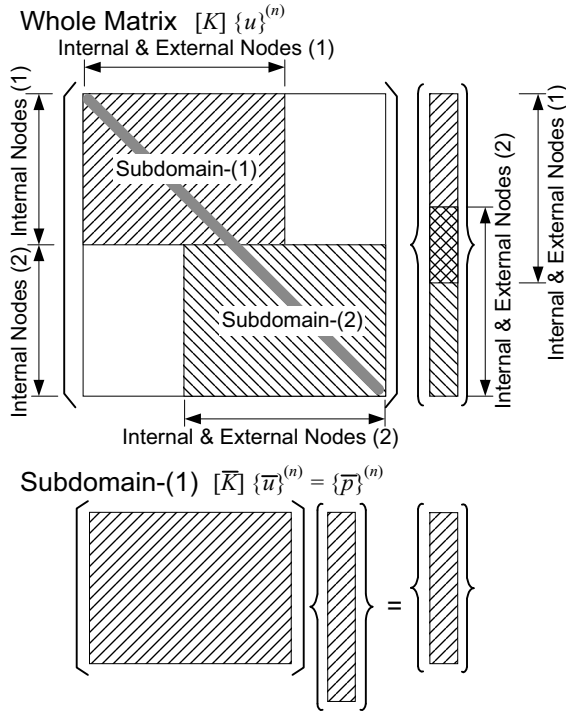 Whole Matrix [K] {u}⁽ⁿ⁾
Internal & External Nodes (1)
Internal Nodes (1)
Internal Nodes (2)
Subdomain-(1)
Subdomain-(2)
Internal & External Nodes (2)
Internal & External Nodes (2)
Internal & External Nodes (1)
Subdomain-(1) [K̅] {u̅}⁽ⁿ⁾ = {p̅}⁽ⁿ⁾
=